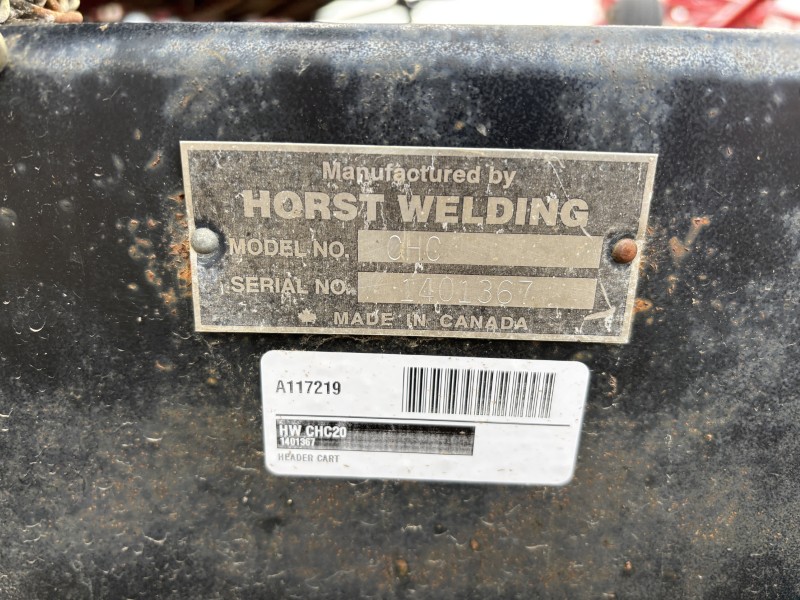 Manufactured by
HORST WELDING
MODEL NO. CHC
SERIAL NO. 1401367
MADE IN CANADA
A117219
HW CHC20
1401367
HEADER CART